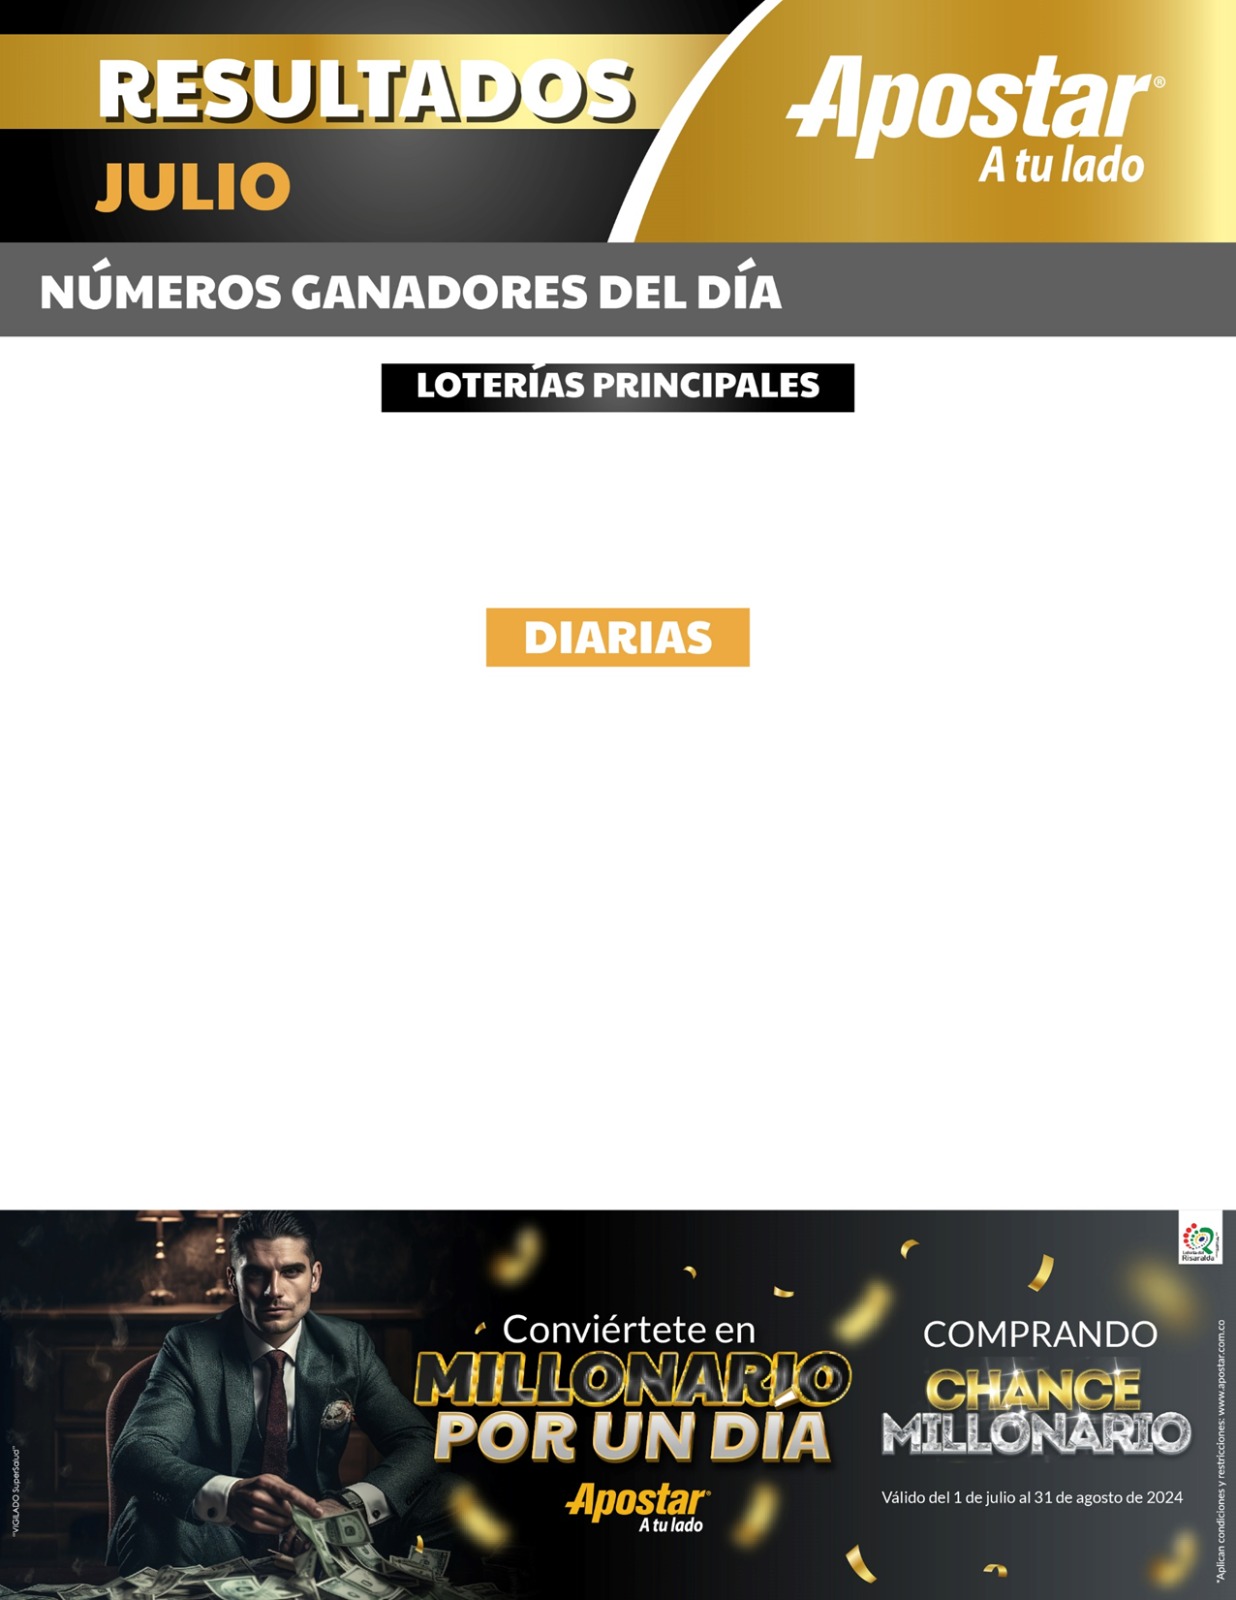 RESULTADOS
JULIO
Apostar®
A tu lado
NÚMEROS GANADORES DEL DÍA
LOTERÍAS PRINCIPALES
DIARIAS
Conviértete en
MILLONARIO
POR UN DÍA
Apostar®
A tu lado
COMPRANDO
CHANCE
MILLONARIO
Válido del 1 de julio al 31 de agosto de 2024
Risaralda
"VIGILADO SuperSalud"
*Aplican condiciones y restricciones: www.apostar.com.co